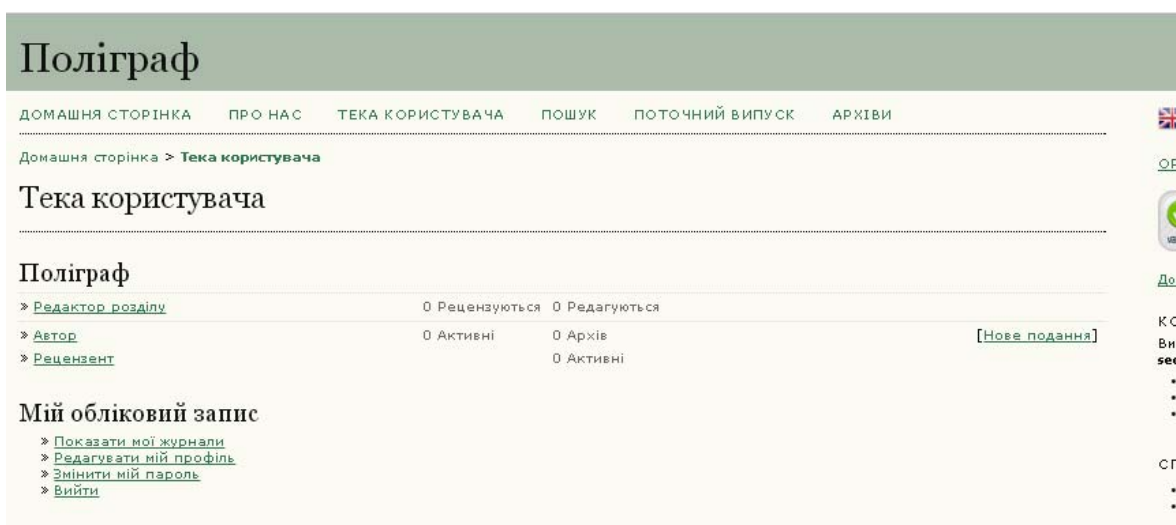 Поліграф
ДОМАШНЯ СТОРІНКА ПРО НАС ТЕКА КОРИСТУВАЧА ПОШУК ПОТОЧНИЙ ВИПУСК АРХІВИ
Домашня сторінка > Тека користувача
Тека користувача
Поліграф
» Редактор розділу 0 Рецензуються 0 Редагуються
» Автор 0 Активні 0 Архів [Нове подання]
» Рецензент 0 Активні
Мій обліковий запис
» Показати мої журнали
» Редагувати мій профіль
» Змінити мій пароль
» Вийти